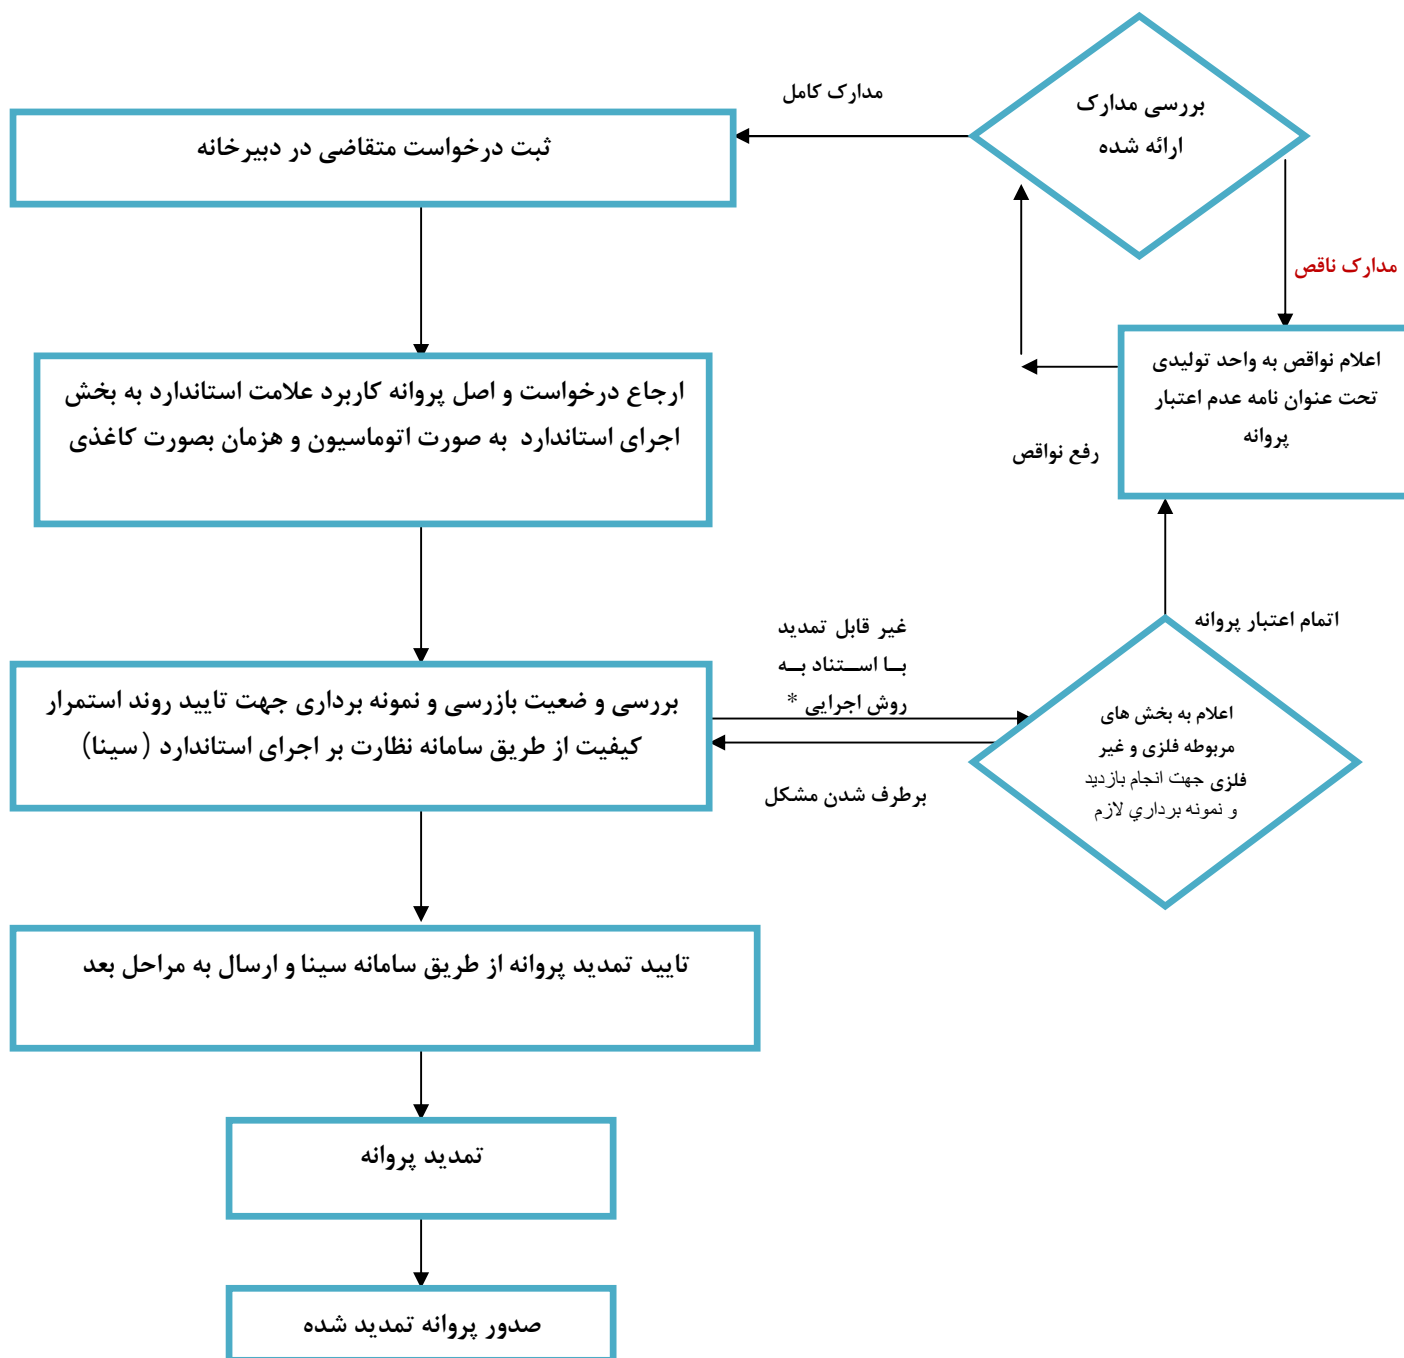 بررسی مدارک
ارائه شده
مدارک کامل
ثبت درخواست متقاضی در دبیرخانه
مدارک ناقص
اعلام نواقص به واحد تولیدی
تحت عنوان نامه عدم اعتبار
پروانه
رفع نواقص
ارجاع درخواست و اصل پروانه کاربرد علامت استاندارد به بخش
اجرای استاندارد به صورت اتوماسیون و هزمان بصورت کاغذی
اتمام اعتبار پروانه
غیر قابل تمدید
بــا اســتناد بــه
روش اجرایی *
بررسی و ضعیت بازرسی و نمونه برداری جهت تایید روند استمرار
کیفیت از طریق سامانه نظارت بر اجرای استاندارد (سینا)
اعلام به بخش های
مربوطه فلزی و غیر
فلزی جهت انجام بازدید
و نمونه برداري لازم
برطرف شدن مشکل
تایید تمدید پروانه از طریق سامانه سینا و ارسال به مراحل بعد
تمدید پروانه
صدور پروانه تمدید شده